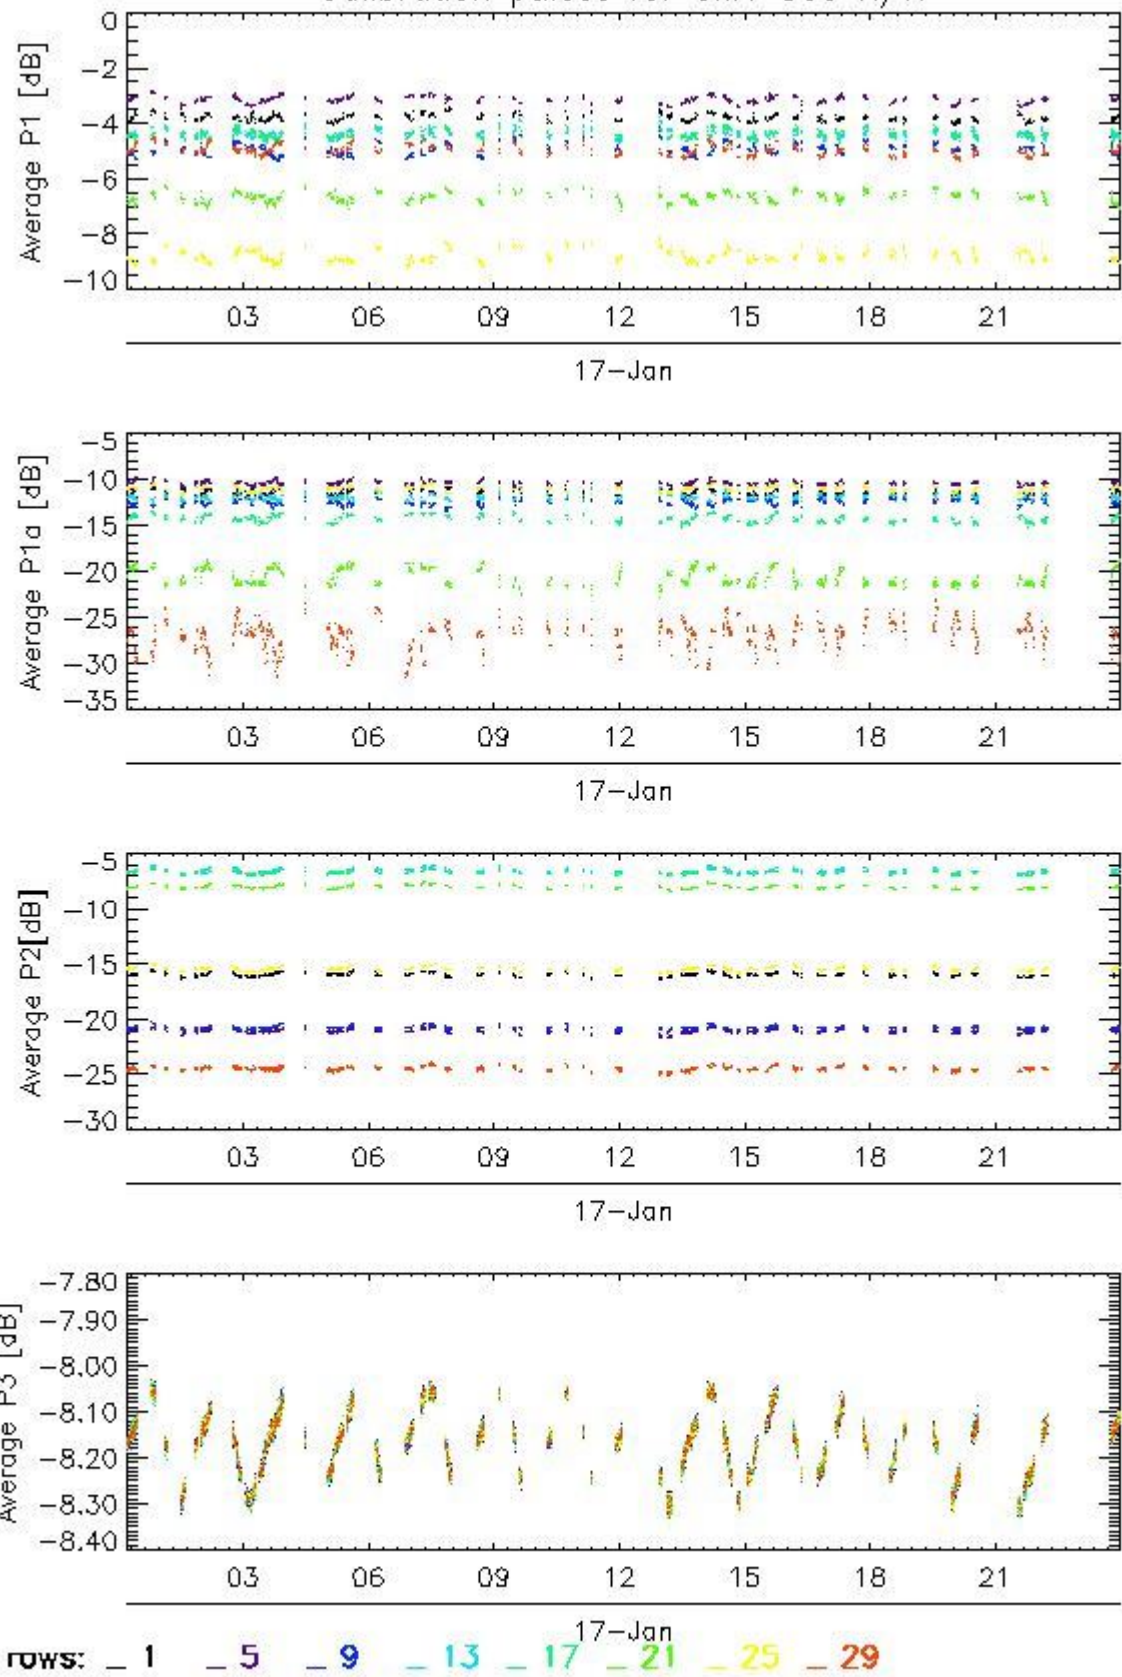 0
-2
-4
-6
-8
-10
Average P1 [dB]
03 06 09 12 15 18 21
17-Jan
-5
-10
-15
-20
-25
-30
-35
Average P1a [dB]
03 06 09 12 15 18 21
17-Jan
-5
-10
-15
-20
-25
-30
Average P2[dB]
03 06 09 12 15 18 21
17-Jan
-7.80
-7.90
-8.00
-8.10
-8.20
-8.30
-8.40
Average P3 [dB]
03 06 09 12 15 18 21
17-Jan
rows: _ 1 _ 5 _ 9 _ 13 _ 17 _ 21 _ 25 _ 29